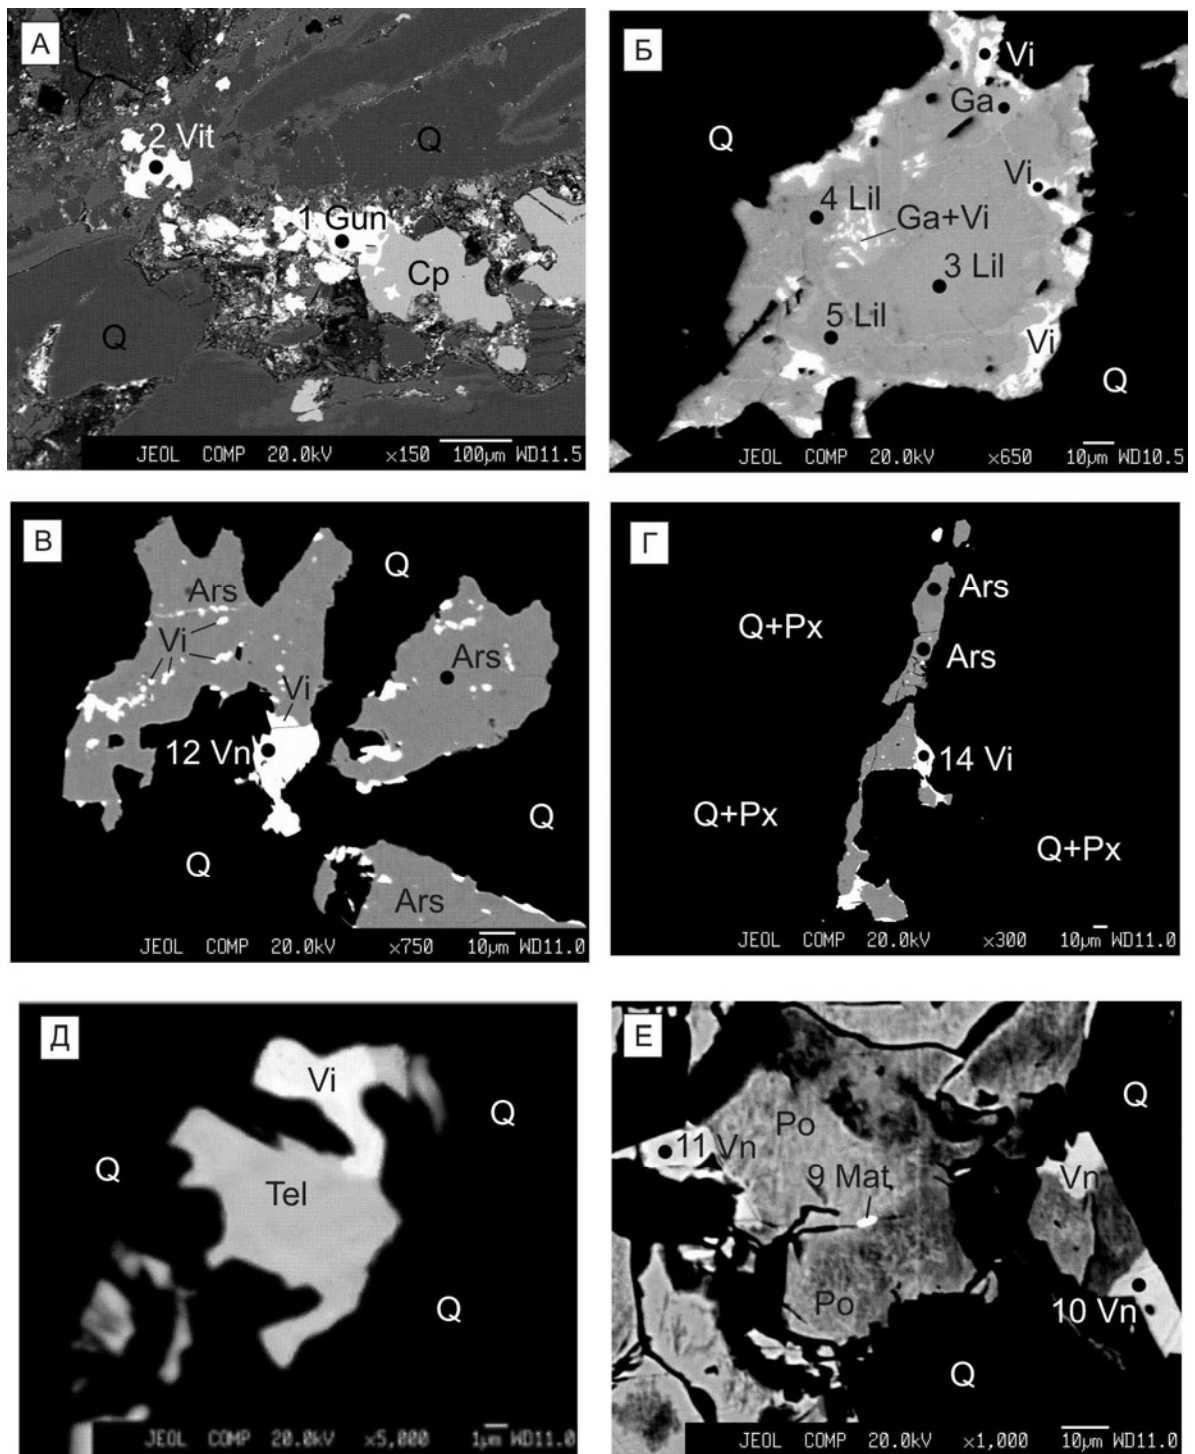 А
2 Vit
Q
1 Gun
Cp
Q
JEOL COMP 20.0kV ×150 100µm WD11.5
Б
Vi
Ga
Q
Vi
4 Lil
Ga+Vi
3 Lil
5 Lil
Vi
Q
JEOL COMP 20.0kV ×650 10µm WD10.5
В
Q
Ars
Vi
Ars
Vi
12 Vn
Q
Q
Ars
JEOL COMP 20.0kV ×750 10µm WD11.0
Г
Ars
Q+Px
Ars
14 Vi
Q+Px
Q+Px
JEOL COMP 20.0kV ×300 10µm WD11.0
Д
Vi
Q
Q
Tel
Q
JEOL COMP 20.0kV ×5,000 1µm WD11.0
Е
Q
Po
11 Vn
9 Mat
Vn
Po
10 Vn
Q
JEOL COMP 20.0kV ×1,000 10µm WD11.0